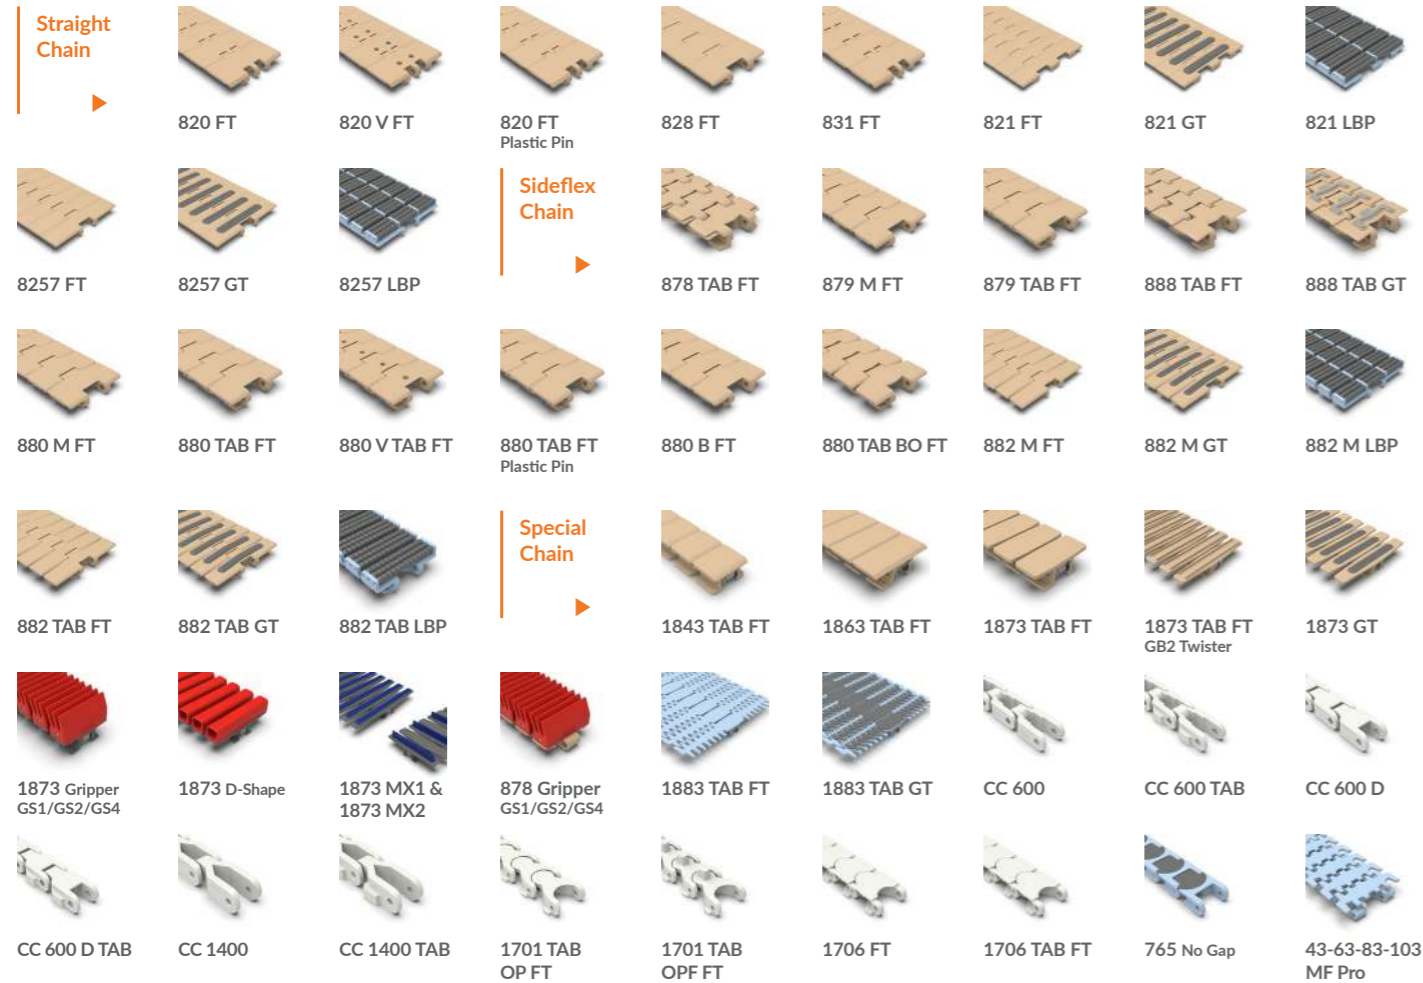 Straight
Chain
820 FT
820 V FT
820 FT
Plastic Pin
828 FT
831 FT
821 FT
821 GT
821 LBP
8257 FT
8257 GT
8257 LBP
Sideflex
Chain
878 TAB FT
879 M FT
879 TAB FT
888 TAB FT
888 TAB GT
880 M FT
880 TAB FT
880 V TAB FT
880 TAB FT
Plastic Pin
880 B FT
880 TAB BO FT
882 M FT
882 M GT
882 M LBP
882 TAB FT
882 TAB GT
882 TAB LBP
Special
Chain
1843 TAB FT
1863 TAB FT
1873 TAB FT
1873 TAB FT
GB2 Twister
1873 GT
1873 Gripper
GS1/GS2/GS4
1873 D-Shape
1873 MX1 &
1873 MX2
878 Gripper
GS1/GS2/GS4
1883 TAB FT
1883 TAB GT
CC 600
CC 600 TAB
CC 600 D
CC 600 D TAB
CC 1400
CC 1400 TAB
1701 TAB
OP FT
1701 TAB
OPF FT
1706 FT
1706 TAB FT
765 No Gap
43-63-83-103
MF Pro